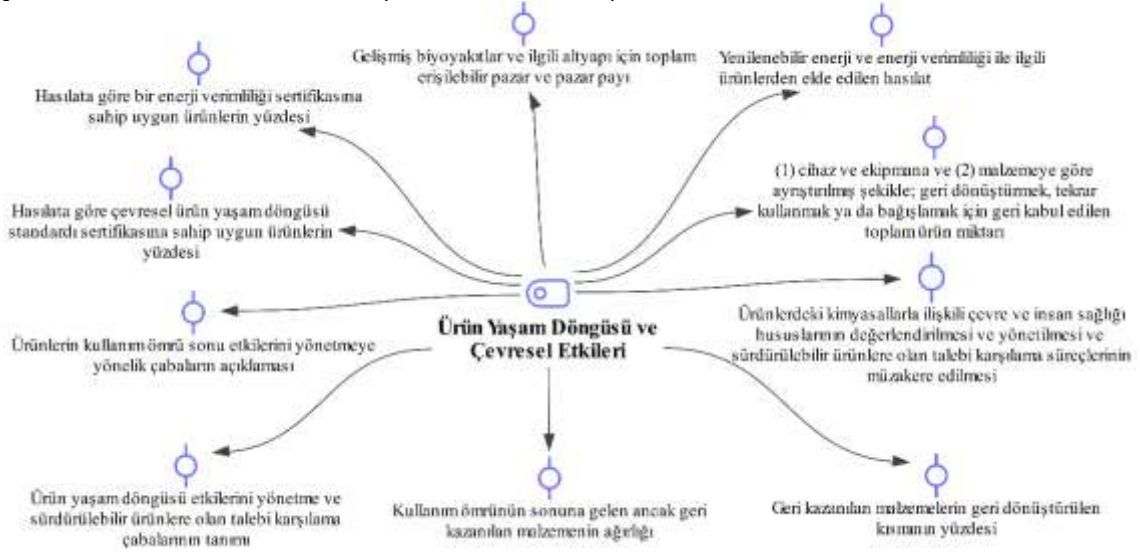 Gelişmiş biyoyakıtlar ve ilgili altyapı için toplam
erişilebilir pazar ve pazar payı
Yenilenebilir enerji ve enerji verimliliği ile ilgili
ürünlerden elde edilen hasılat
Hasılata göre bir enerji verimliliği sertifikasına
sahip uygun ürünlerin yüzdesi
(1) cihaz ve ekipmana ve (2) malzemeye göre
ayrıştırılmış şekilde; geri dönüştürmek, tekrar
kullanmak ya da bağışlamak için geri kabul edilen
toplam ürün miktarı
Hasılata göre çevresel ürün yaşam döngüsü
standardı sertifikasına sahip uygun ürünlerin
yüzdesi
Ürün Yaşam Döngüsü ve
Çevresel Etkileri
Ürünlerdeki kimyasallarla ilişkili çevre ve insan sağlığı
hususlarının değerlendirilmesi ve yönetilmesi ve
sürdürülebilir ürünlere olan talebi karşılama süreçlerinin
müzakere edilmesi
Ürünlerin kullanım ömrü sonu etkilerini yönetmeye
yönelik çabaların açıklaması
Ürün yaşam döngüsü etkilerini yönetme ve
sürdürülebilir ürünlere olan talebi karşılama
çabalarının tanımı
Kullanım ömrünün sonuna gelen ancak geri
kazanılan malzemenin ağırlığı
Geri kazanılan malzemelerin geri dönüştürülen
kısmının yüzdesi